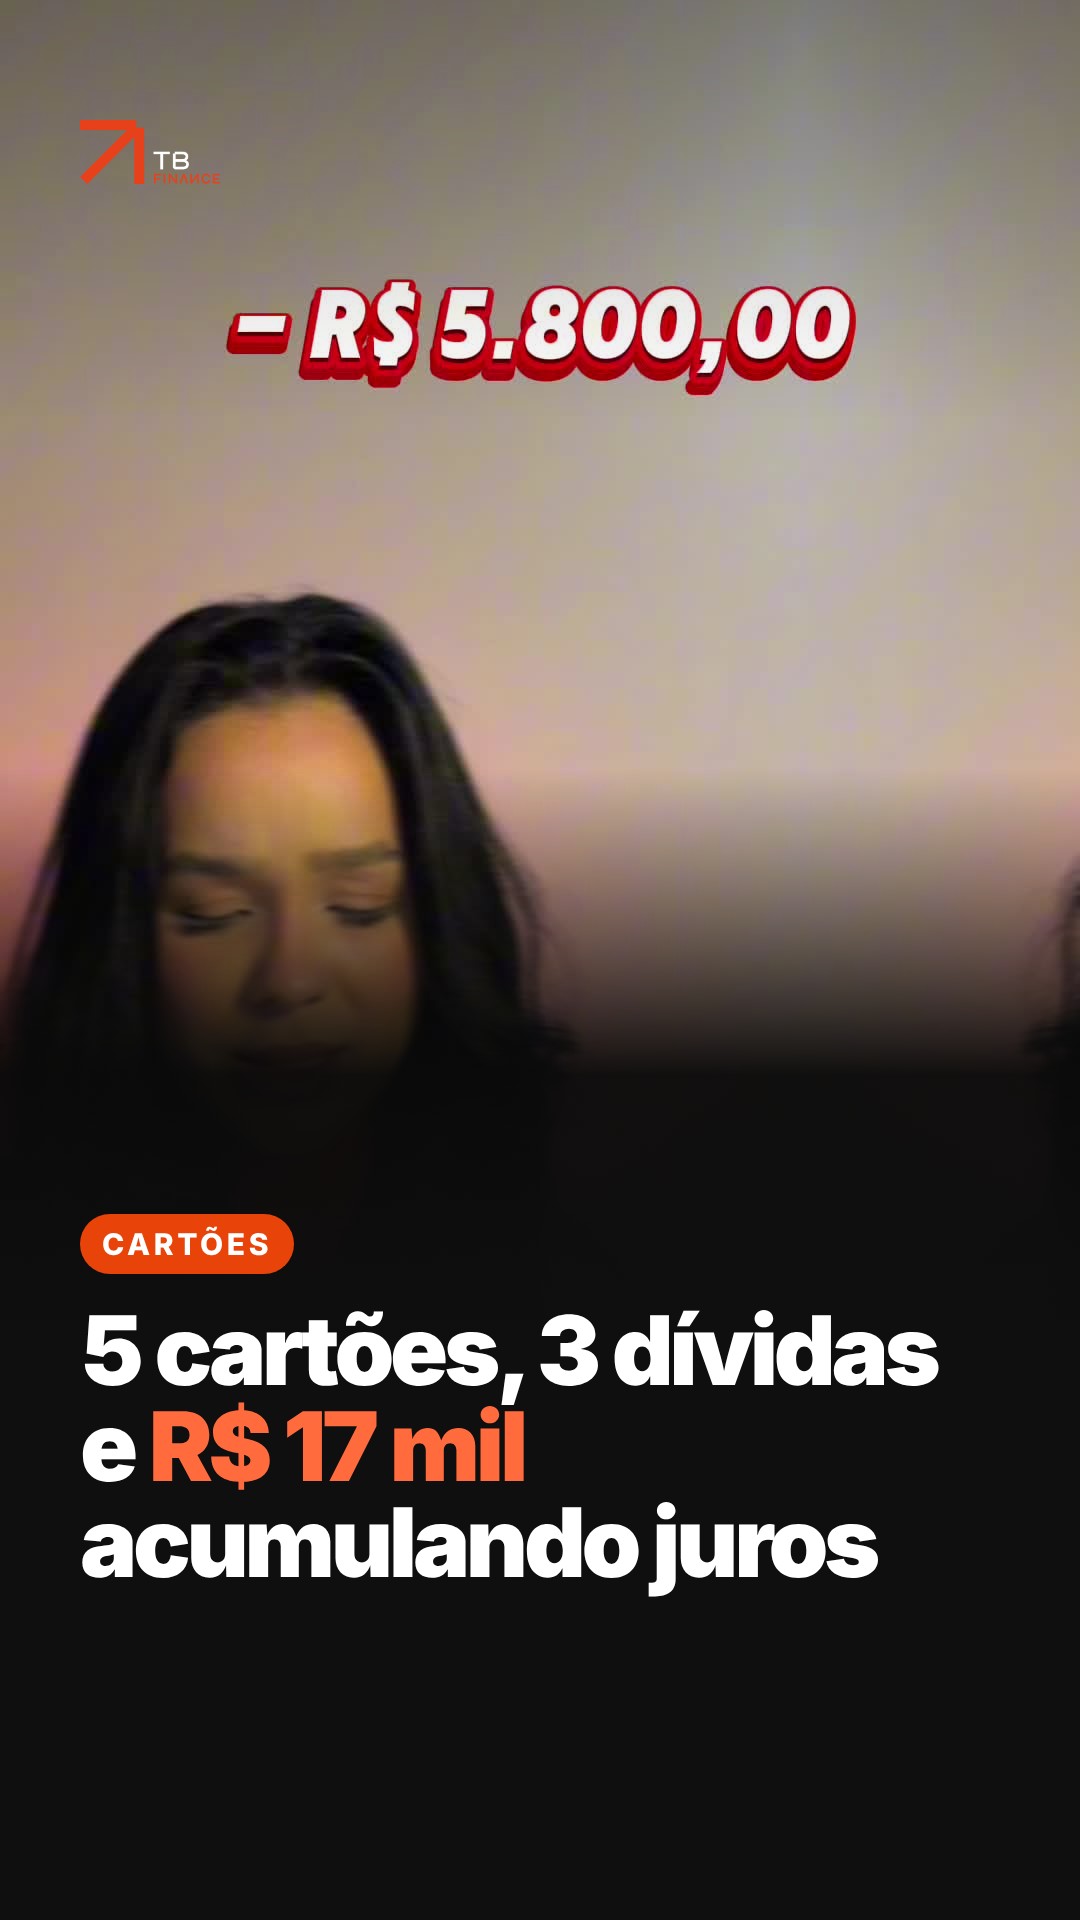 TB
FINANCE
– R$ 5.800,00
CARTÕES
5 cartões, 3 dívidas
e R$ 17 mil
acumulando juros